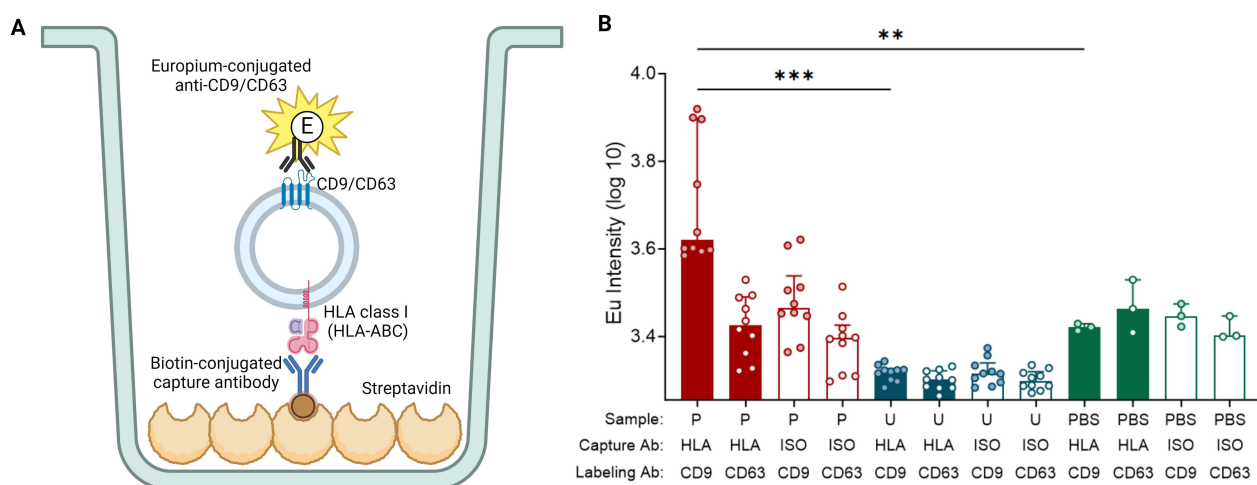 A
Europium-conjugated
anti-CD9/CD63
E
CD9/CD63
HLA class I
(HLA-ABC)
Biotin-conjugated
capture antibody
Streptavidin
B
**
***
Eu Intensity (log 10)
4.0
3.8
3.6
3.4
Sample: P P P P U U U U PBS PBS PBS PBS
Capture Ab: HLA HLA ISO ISO HLA HLA ISO ISO HLA HLA ISO ISO
Labeling Ab: CD9 CD63 CD9 CD63 CD9 CD63 CD9 CD63 CD9 CD63 CD9 CD63